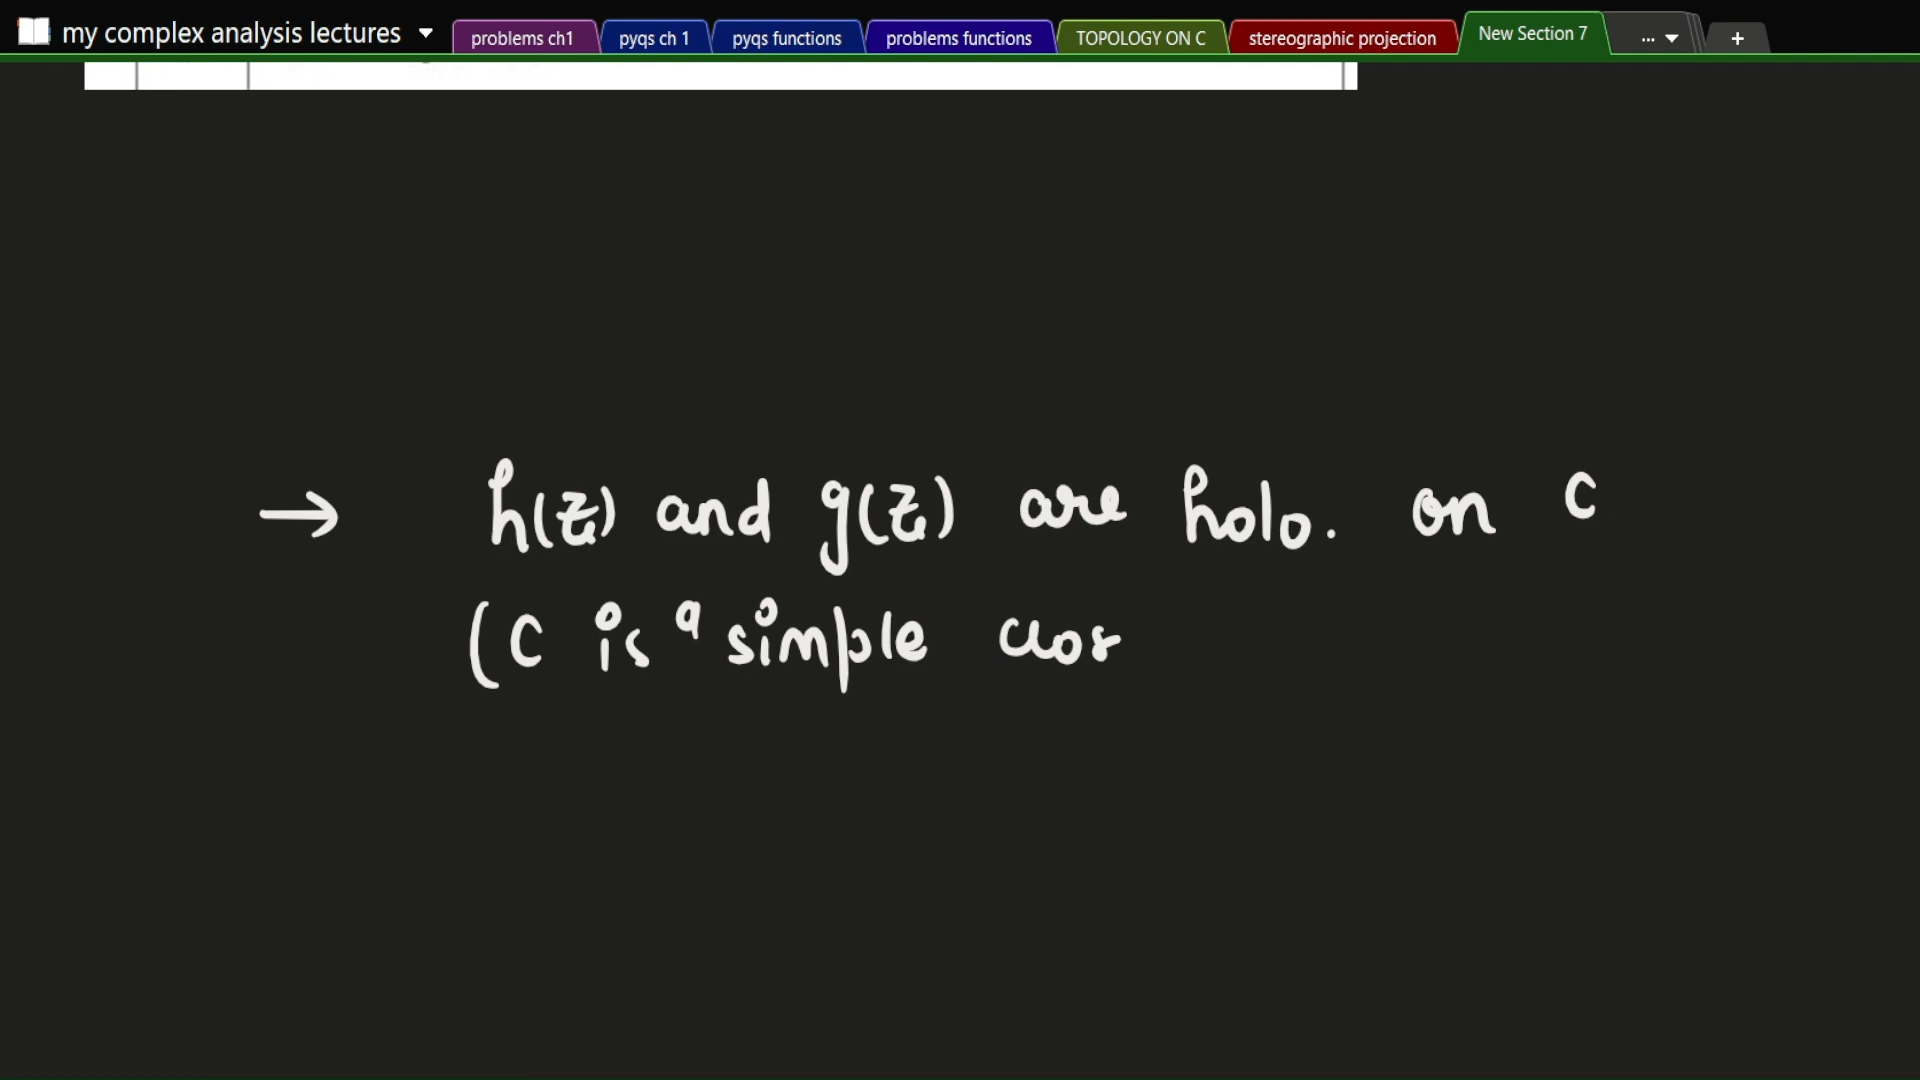 my complex analysis lectures
problems ch1
pyqs ch 1
pyqs functions
problems functions
TOPOLOGY ON C
stereographic projection
New Section 7
...
+
→ h(z) and g(z) are holo. on C
(C is a simple clos